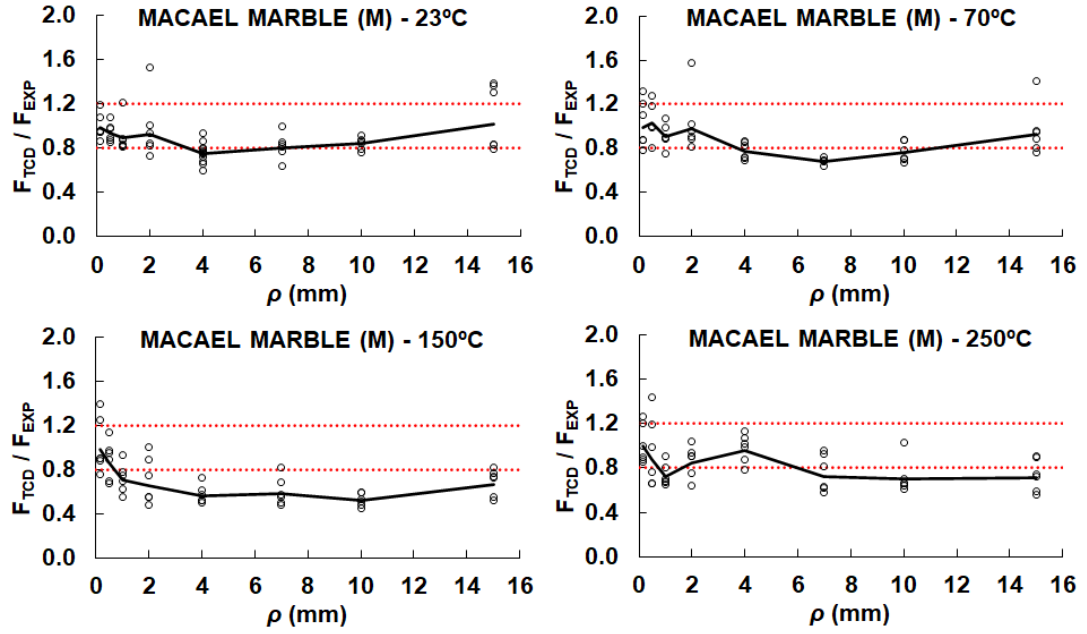 MACAEL MARBLE (M) - 23ºC
2.0
1.6
1.2
0.8
0.4
0.0
F_TCD / F_EXP
0 2 4 6 8 10 12 14 16
ρ (mm)
MACAEL MARBLE (M) - 70ºC
2.0
1.6
1.2
0.8
0.4
0.0
F_TCD / F_EXP
0 2 4 6 8 10 12 14 16
ρ (mm)
MACAEL MARBLE (M) - 150ºC
2.0
1.6
1.2
0.8
0.4
0.0
F_TCD / F_EXP
0 2 4 6 8 10 12 14 16
ρ (mm)
MACAEL MARBLE (M) - 250ºC
2.0
1.6
1.2
0.8
0.4
0.0
F_TCD / F_EXP
0 2 4 6 8 10 12 14 16
ρ (mm)